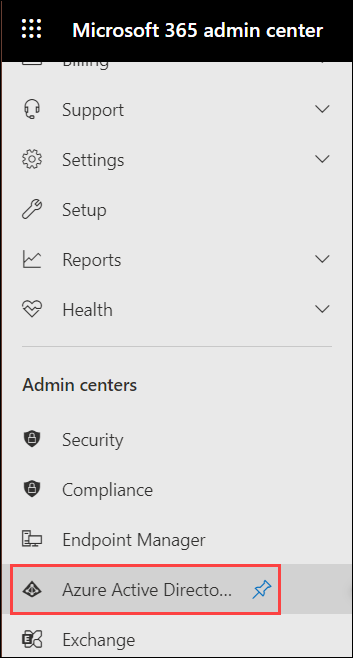 Microsoft 365 admin center
Billing
Support
Settings
Setup
Reports
Health
Admin centers
Security
Compliance
Endpoint Manager
Azure Active Directo...
Exchange